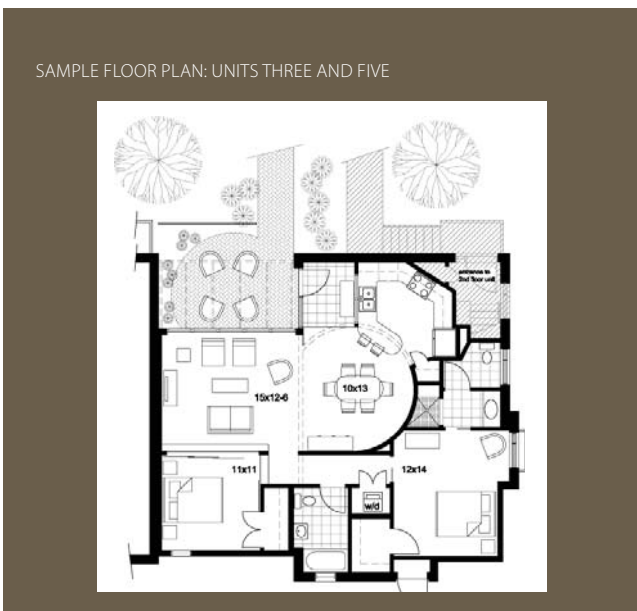 SAMPLE FLOOR PLAN: UNITS THREE AND FIVE
entrance to
2nd floor unit
10x13
15x12-6
11x11
12x14
w/d